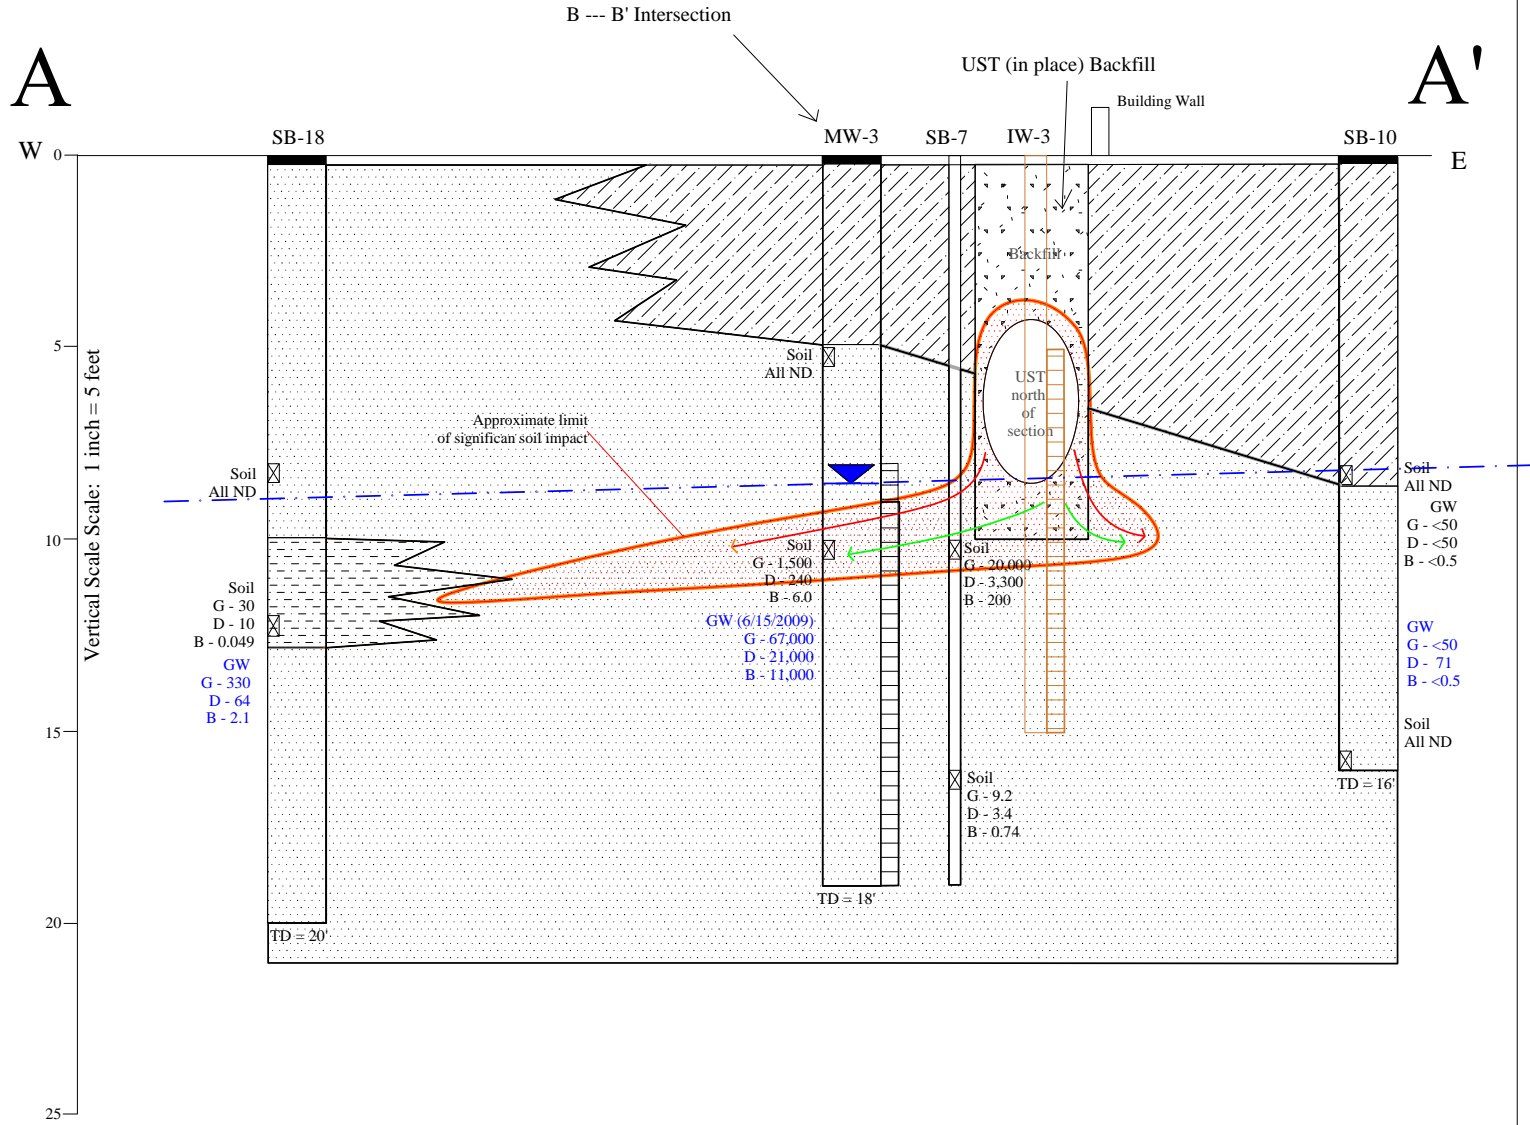 B --- B' Intersection
A
A'
UST (in place) Backfill
Building Wall
W
E
SB-18
MW-3
SB-7
IW-3
SB-10
0
5
10
15
20
25
Vertical Scale: 1 inch = 5 feet
Backfill
UST
north
of
section
Approximate limit
of significan soil impact
Soil
All ND
Soil
All ND
Soil
All ND
Soil
G - 30
D - 10
B - 0.049
GW
G - 330
D - 64
B - 2.1
TD = 20'
Soil
G - 1,500
D - 240
B - 6.0
GW (6/15/2009)
G - 67,000
D - 21,000
B - 11,000
TD = 18'
Soil
G - 20,000
D - 3,300
B - 200
Soil
G - 9.2
D - 3.4
B - 0.74
GW
G - <50
D - <50
B - <0.5
GW
G - <50
D - 71
B - <0.5
Soil
All ND
TD = 16'